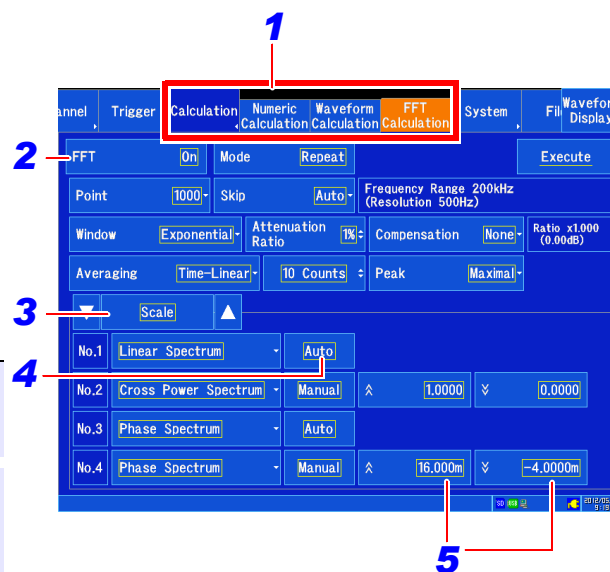 1
annel Trigger Calculation Numeric Calculation Waveform Calculation FFT Calculation System Fil Wavefor Display
2
FFT On Mode Repeat Execute
Point 1000 Skip Auto Frequency Range 200kHz (Resolution 500Hz)
Window Exponential Attenuation Ratio 1% Compensation None Ratio x1.000 (0.00dB)
Averaging Time-Linear 10 Counts Peak Maximal
3
Scale
No.1 Linear Spectrum Auto
4
No.2 Cross Power Spectrum Manual 1.0000 0.0000
No.3 Phase Spectrum Auto
No.4 Phase Spectrum Manual 16.000m -4.0000m
SD
5